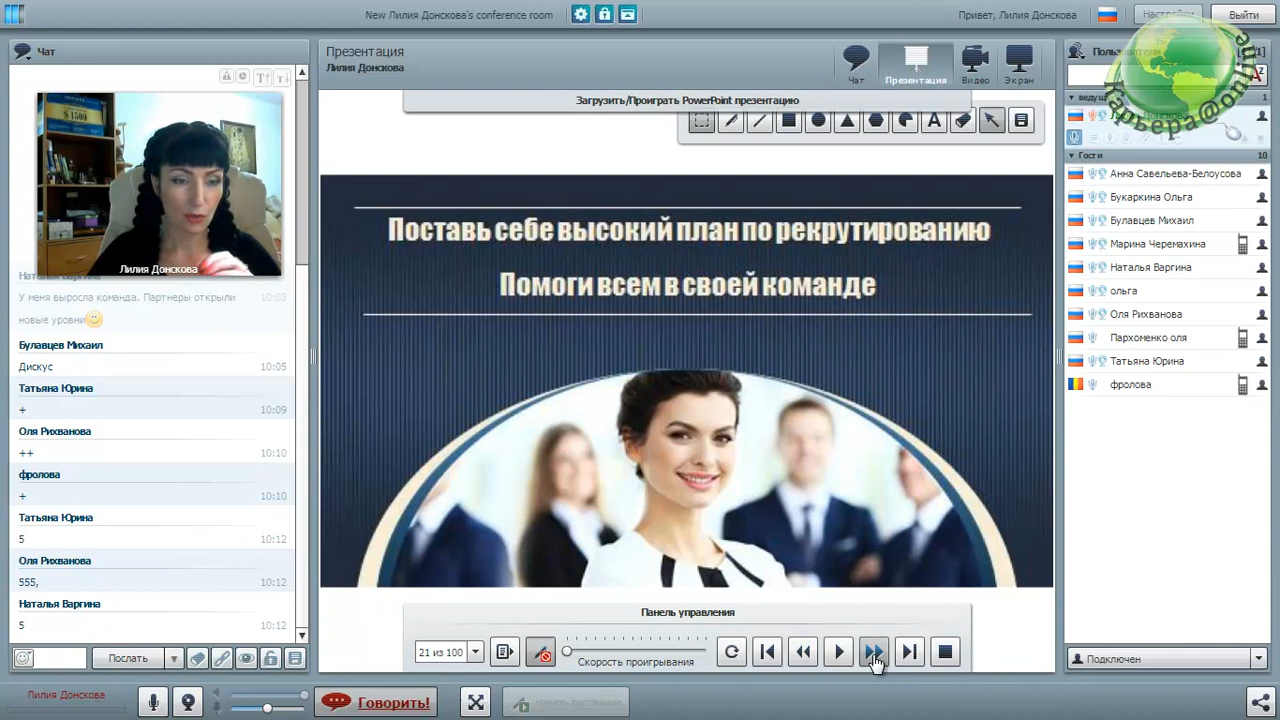 New Лилия Донскова's conference room
Привет, Лилия Донскова
Настройки
Выйти
Чат
Лилия Донскова
Наталья Варгина
У меня выросла команда. Партнеры открыли
10:03
новые уровни
Булавцев Михаил
Дискус
10:05
Татьяна Юрина
+
10:09
Оля Рихванова
++
10:10
фролова
+
10:10
Татьяна Юрина
5
10:12
Оля Рихванова
555,
10:12
Наталья Варгина
5
10:12
Послать
Презентация
Лилия Донскова
Чат
Презентация
Видео
Экран
Загрузить/Проиграть PowerPoint презентацию
Поставь себе высокий план по рекрутированию
Помоги всем в своей команде
Панель управления
21 из 100
Скорость проигрывания
карьера@online
ведущ
1
Гости
10
Анна Савельева-Белоусова
Букаркина Ольга
Булавцев Михаил
Марина Черемахина
Наталья Варгина
ольга
Оля Рихванова
Пархоменко оля
Татьяна Юрина
фролова
Подключен
Лилия Донскова
Говорить!